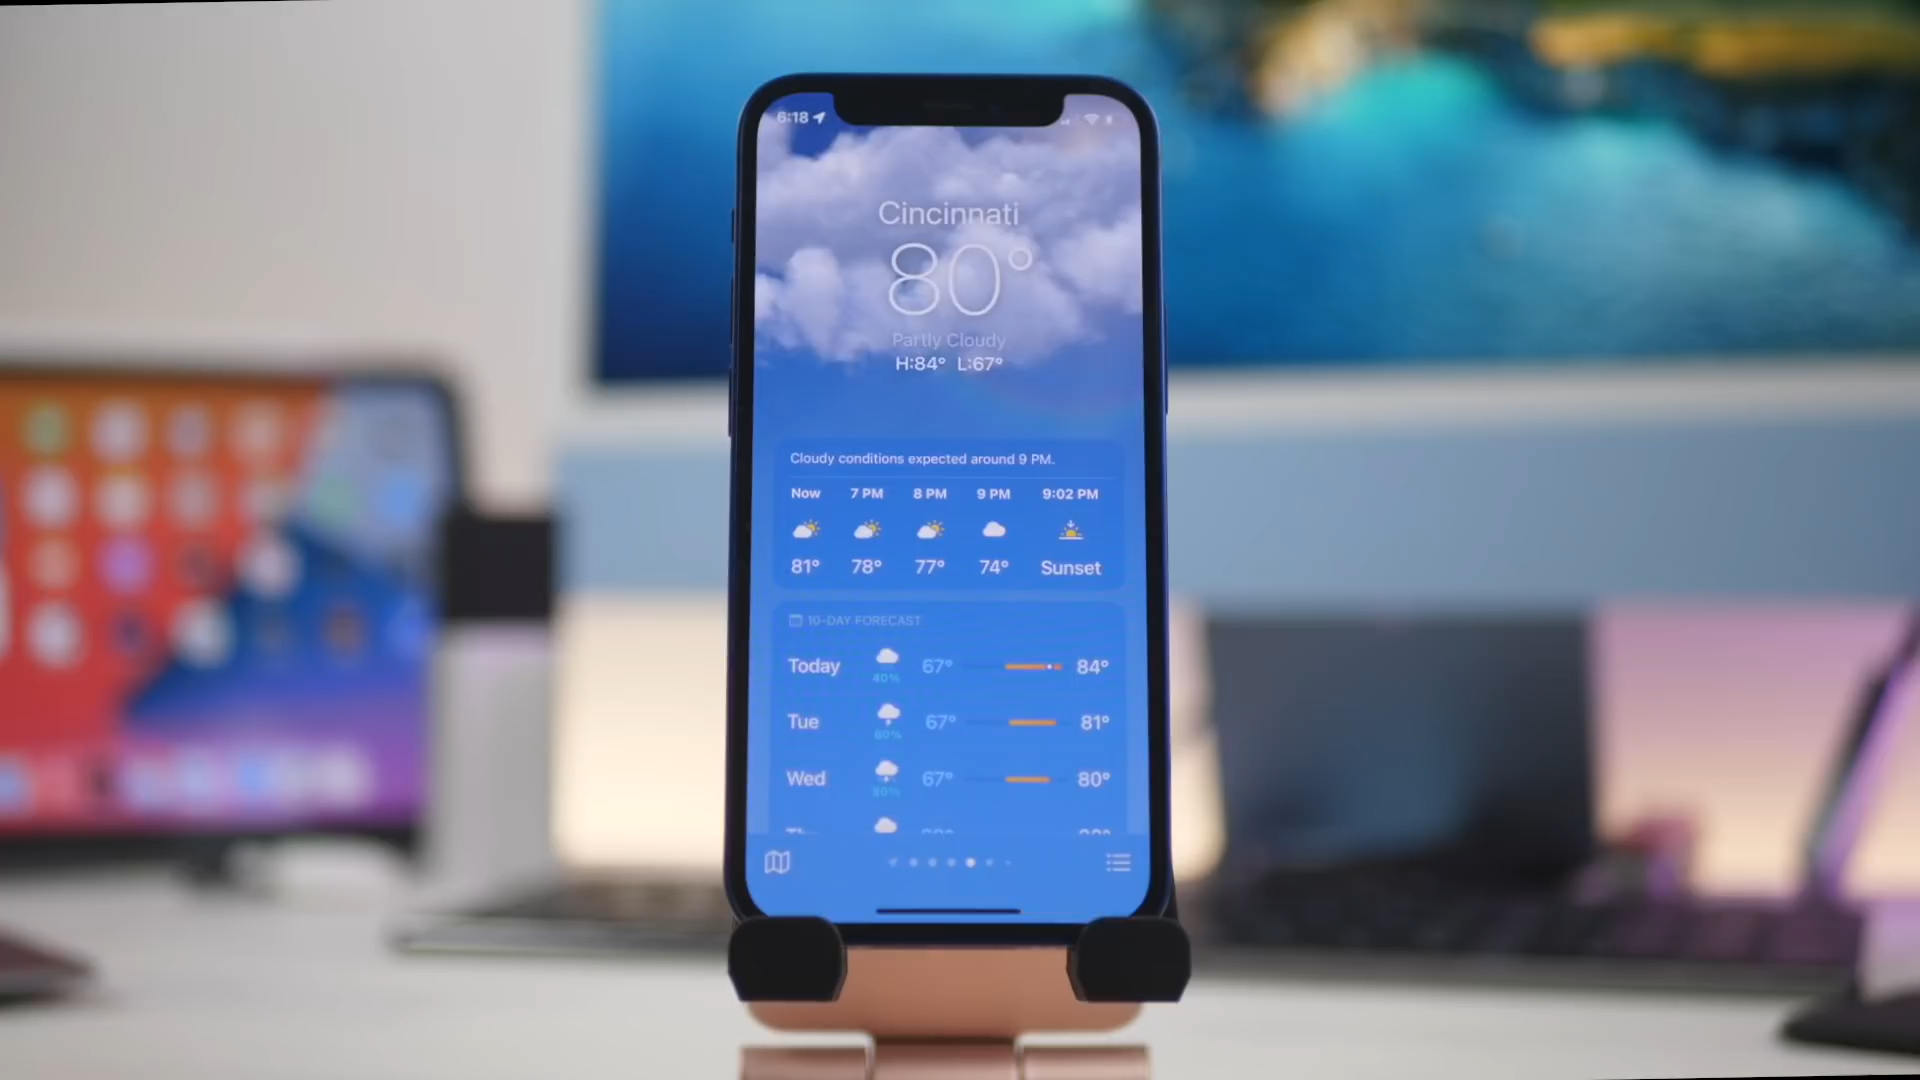 6:18
Cincinnati
80°
Partly Cloudy
H:84° L:67°
Cloudy conditions expected around 9 PM.
Now 7 PM 8 PM 9 PM 9:02 PM
81° 78° 77° 74° Sunset
10-DAY FORECAST
Today 40% 67° 84°
Tue 60% 67° 81°
Wed 80% 67° 80°